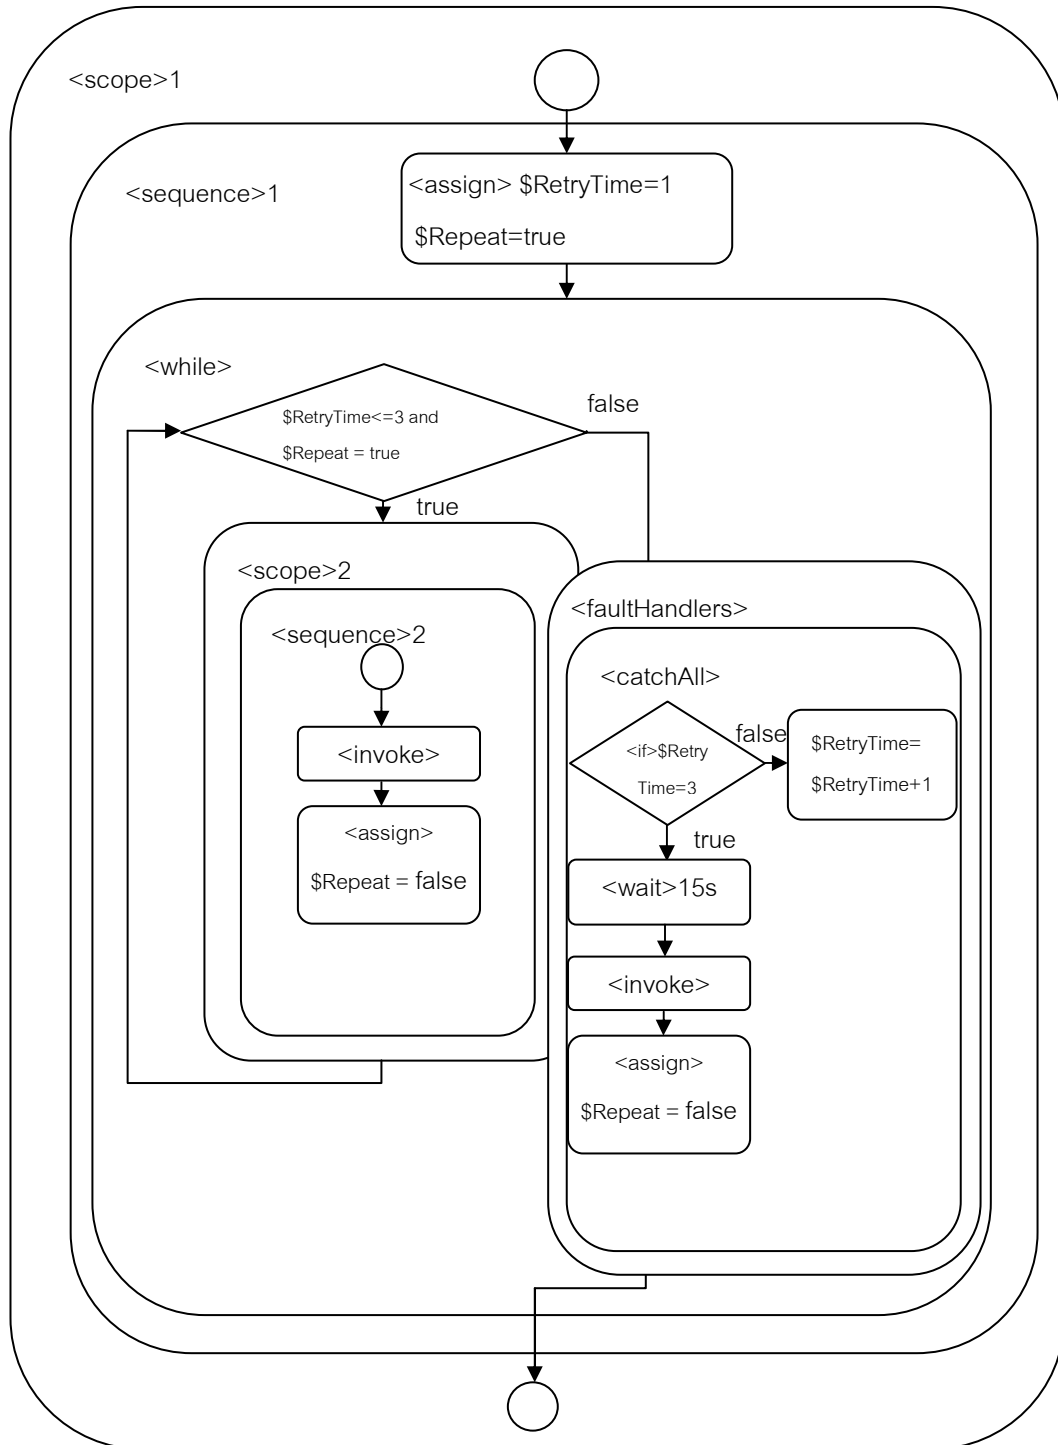 <scope>1
<sequence>1
<assign> $RetryTime=1
$Repeat=true
<while>
$RetryTime<=3 and
$Repeat = true
false
true
<scope>2
<sequence>2
<invoke>
<assign>
$Repeat = false
<faultHandlers>
<catchAll>
<if>$Retry
Time=3
false
$RetryTime=
$RetryTime+1
true
<wait>15s
<invoke>
<assign>
$Repeat = false